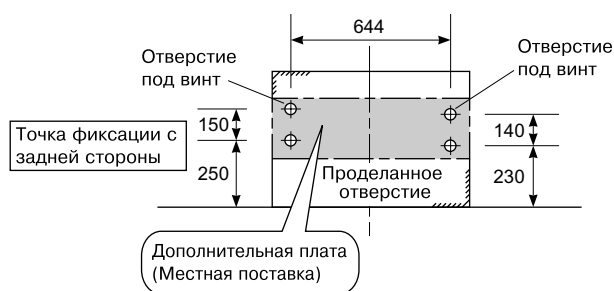 644
Отверстие
под винт
Отверстие
под винт
150
140
Точка фиксации с
задней стороны
250
230
Проделанное
отверстие
Дополнительная плата
(Местная поставка)